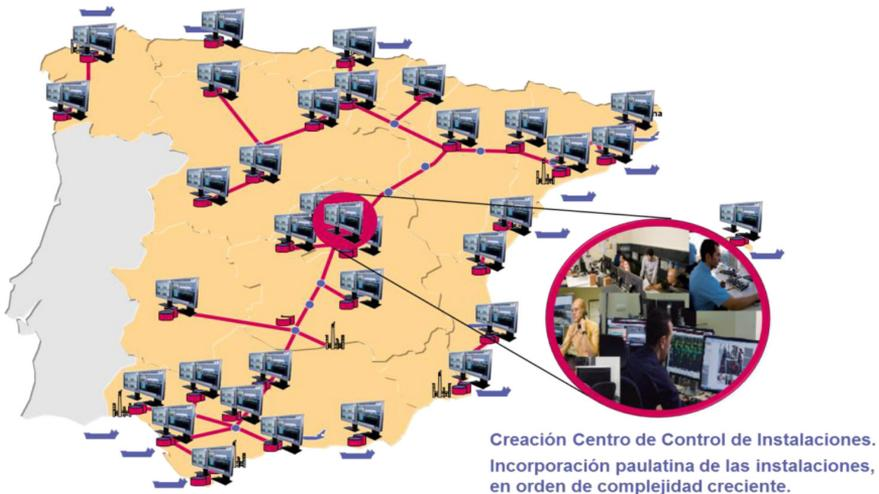 Creación Centro de Control de Instalaciones.
Incorporación paulatina de las instalaciones,
en orden de complejidad creciente.